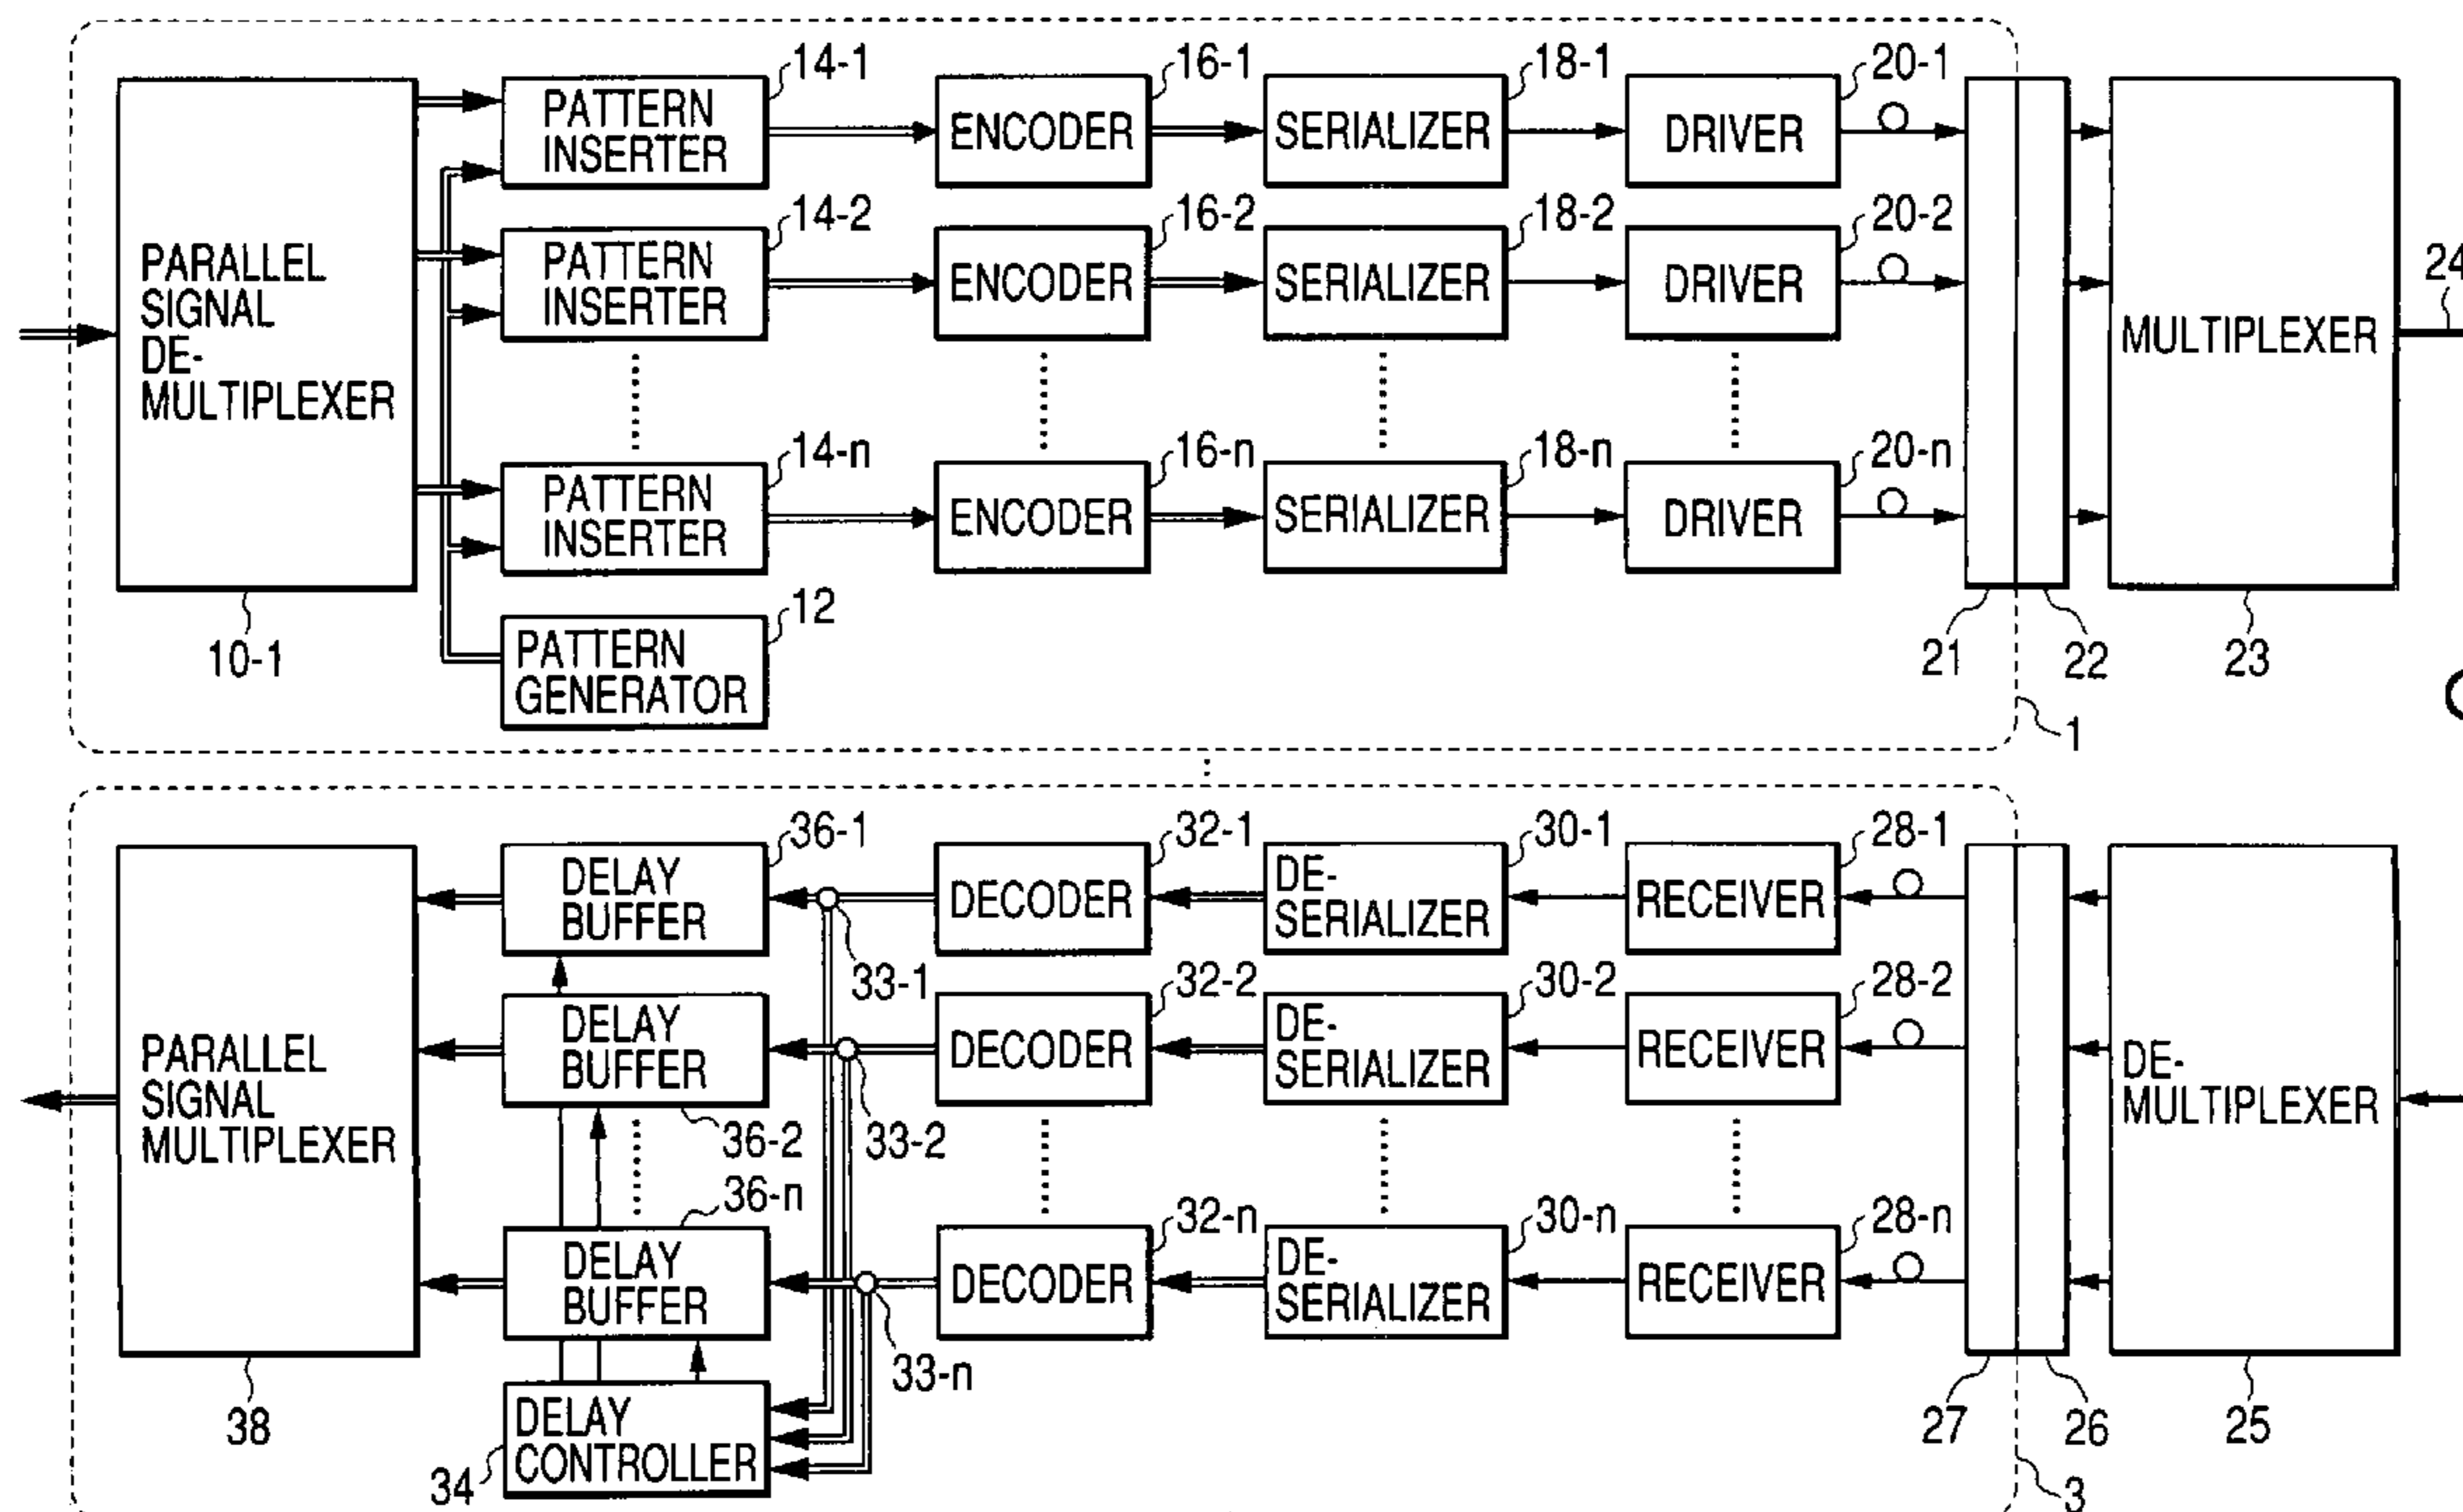 14-1
16-1
18-1
20-1
PATTERN
INSERTER
ENCODER
SERIALIZER
DRIVER
14-2
16-2
18-2
20-2
PARALLEL
SIGNAL
DE-
MULTIPLEXER
PATTERN
INSERTER
ENCODER
SERIALIZER
DRIVER
MULTIPLEXER
24
14-n
16-n
18-n
20-n
PATTERN
INSERTER
ENCODER
SERIALIZER
DRIVER
12
PATTERN
GENERATOR
10-1
21
22
23
1
36-1
32-1
30-1
28-1
DELAY
BUFFER
DECODER
DE-
SERIALIZER
RECEIVER
33-1
32-2
30-2
28-2
PARALLEL
SIGNAL
MULTIPLEXER
DELAY
BUFFER
DECODER
DE-
SERIALIZER
RECEIVER
DE-
MULTIPLEXER
36-2
33-2
36-n
32-n
30-n
28-n
DELAY
BUFFER
DECODER
DE-
SERIALIZER
RECEIVER
33-n
38
DELAY
CONTROLLER
34
27
26
25
3